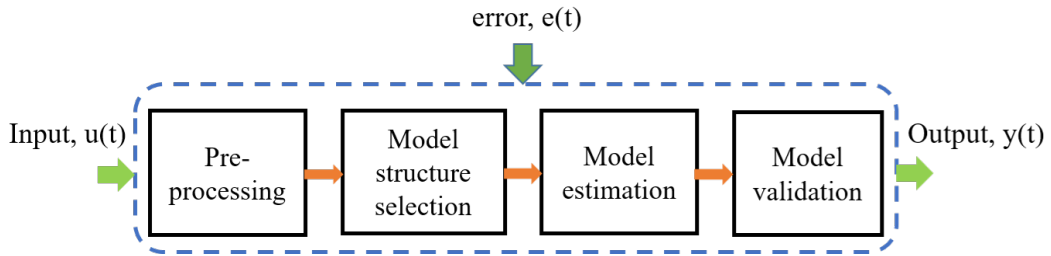 error, e(t)
Input, u(t)
Pre-
processing
Model
structure
selection
Model
estimation
Model
validation
Output, y(t)